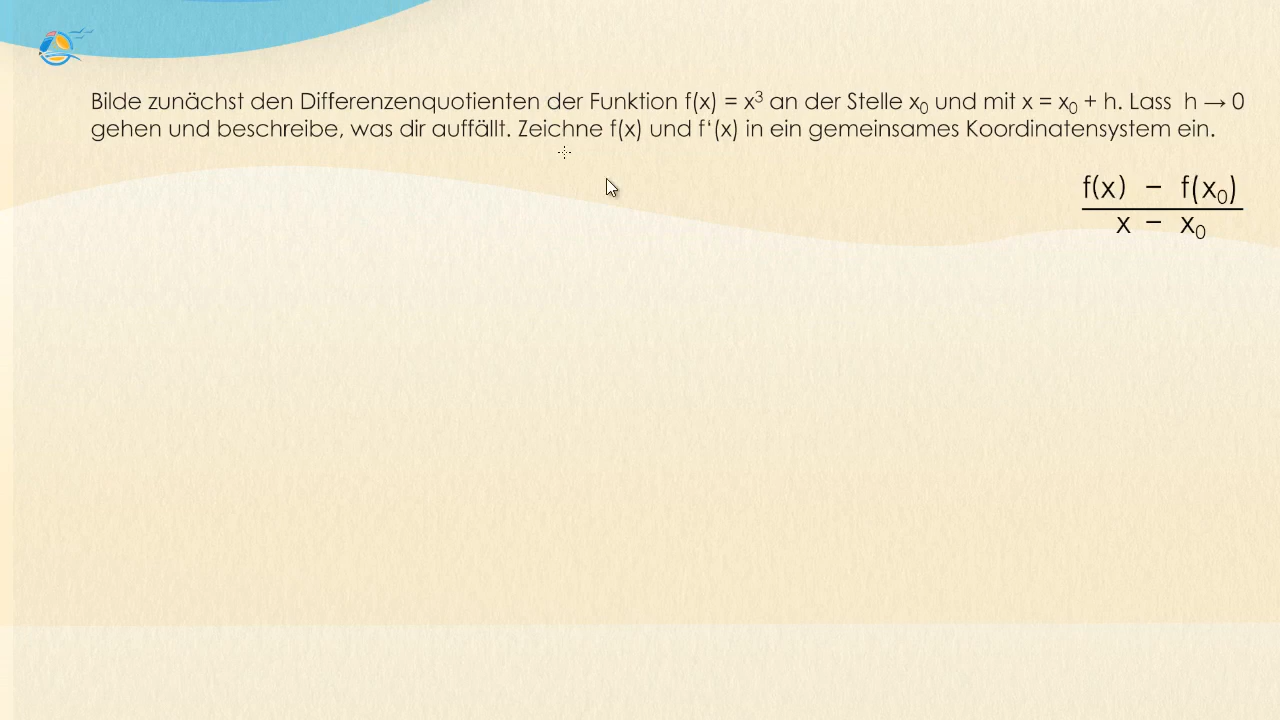 Bilde zunächst den Differenzenquotienten der Funktion f(x) = x³ an der Stelle x₀ und mit x = x₀ + h. Lass h → 0
gehen und beschreibe, was dir auffällt. Zeichne f(x) und f‘(x) in ein gemeinsames Koordinatensystem ein.
f(x) − f(x₀)
x − x₀